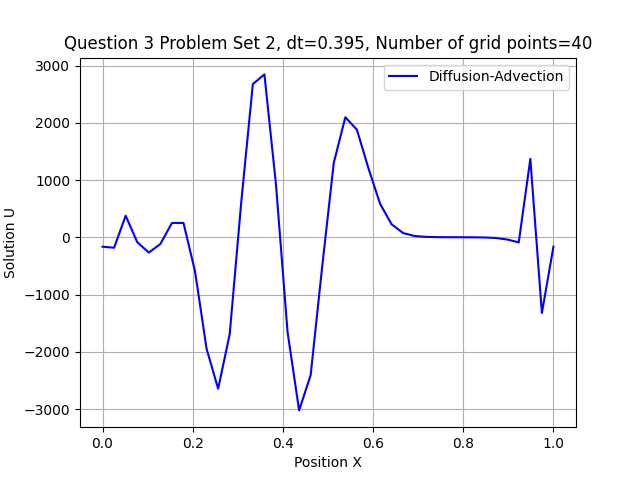 Question 3 Problem Set 2, dt=0.395, Number of grid points=40
Diffusion-Advection
Solution U
3000
2000
1000
0
−1000
−2000
−3000
0.0 0.2 0.4 0.6 0.8 1.0
Position X